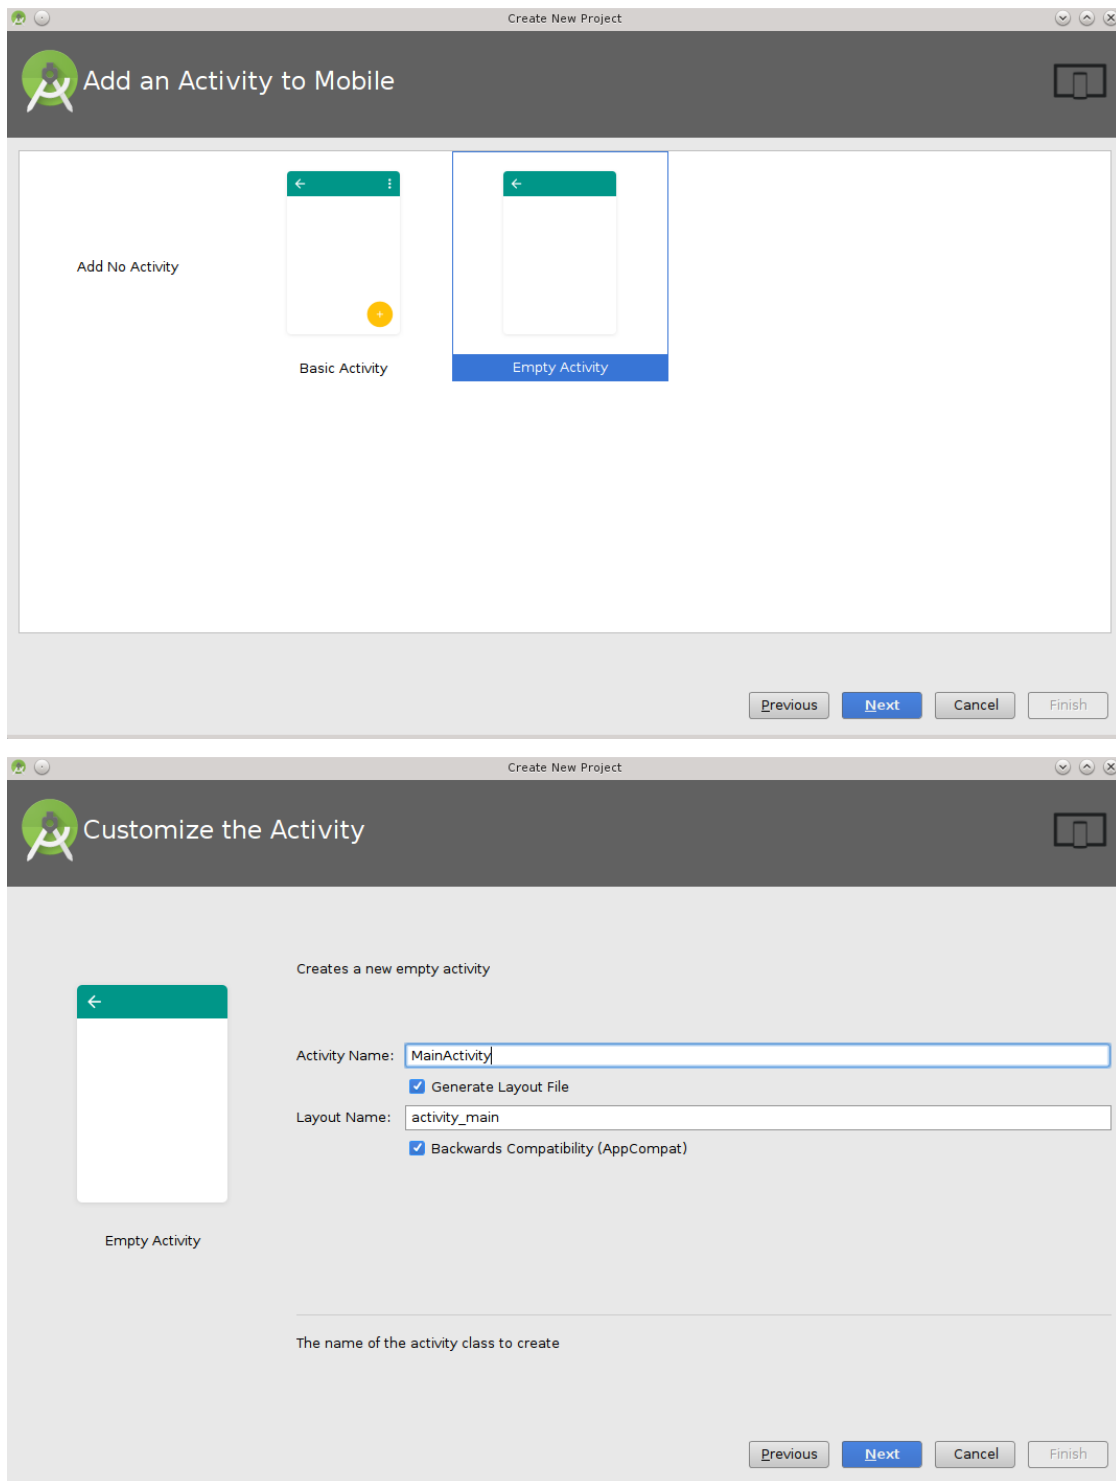 Create New Project
Add an Activity to Mobile
Add No Activity
Basic Activity
Empty Activity
Previous Next Cancel Finish
Create New Project
Customize the Activity
Creates a new empty activity
Activity Name: MainActivity
Generate Layout File
Layout Name: activity_main
Backwards Compatibility (AppCompat)
Empty Activity
The name of the activity class to create
Previous Next Cancel Finish